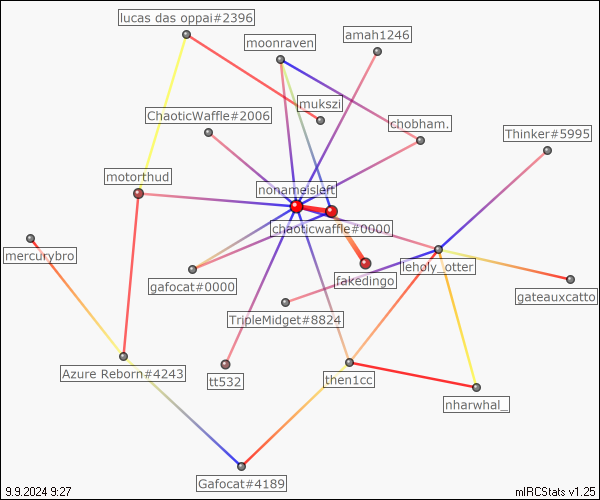 lucas das oppai#2396
moonraven
amah1246
mukszi
ChaoticWaffle#2006
chobham.
Thinker#5995
motorthud
nonameisleft
chaoticwaffle#0000
mercurybro
leholy_otter
gafocat#0000
fakedingo
gateauxcatto
TripleMidget#8824
Azure Reborn#4243
tt532
then1cc
nharwhal_
Gafocat#4189
9.9.2024 9:27
mIRCStats v1.25